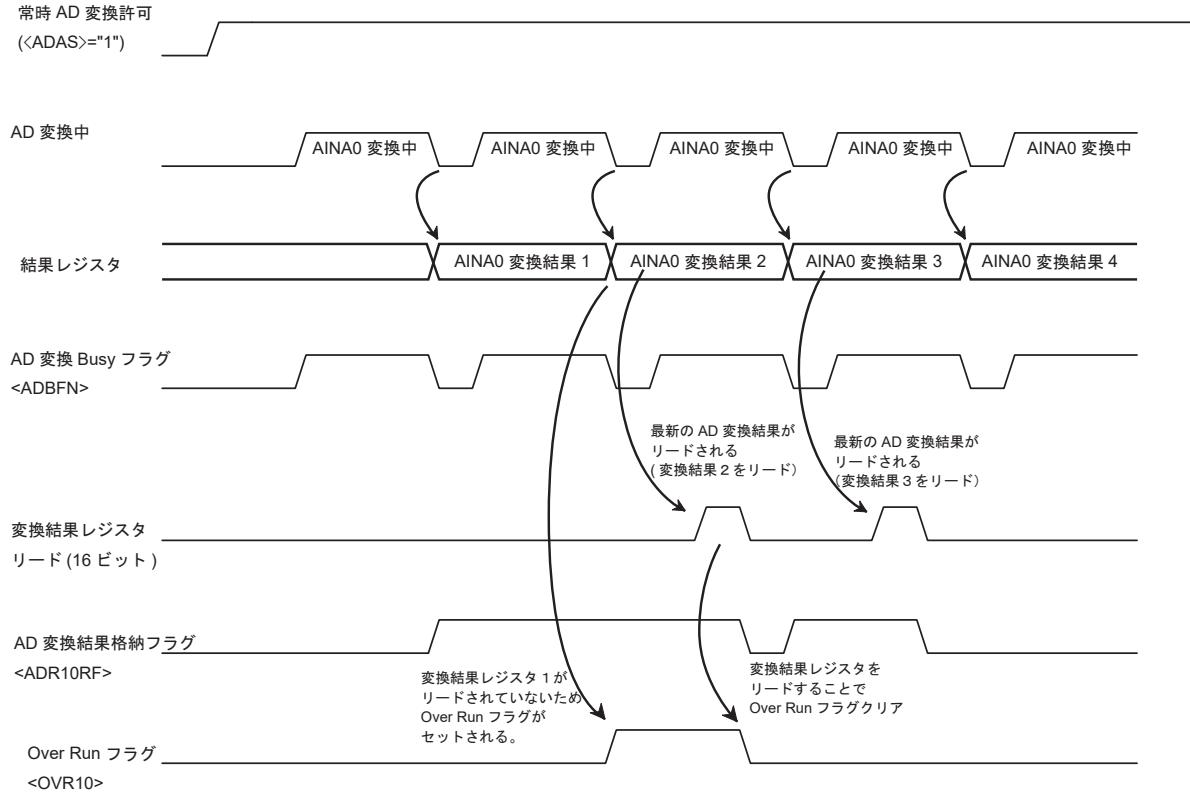 常時 AD 変換許可
(<ADAS>="1")
AD 変換中
AINA0 変換中
AINA0 変換中
AINA0 変換中
AINA0 変換中
AINA0 変換中
結果レジスタ
AINA0 変換結果 1
AINA0 変換結果 2
AINA0 変換結果 3
AINA0 変換結果 4
AD 変換 Busy フラグ
<ADBFN>
最新の AD 変換結果が
リードされる
( 変換結果 2 をリード）
最新の AD 変換結果が
リードされる
（変換結果 3 をリード）
変換結果レジスタ
リード (16 ビット )
AD 変換結果格納フラグ
<ADR10RF>
変換結果レジスタ 1 が
リードされていないため
Over Run フラグが
セットされる。
変換結果レジスタを
リードすることで
Over Run フラグクリア
Over Run フラグ
<OVR10>